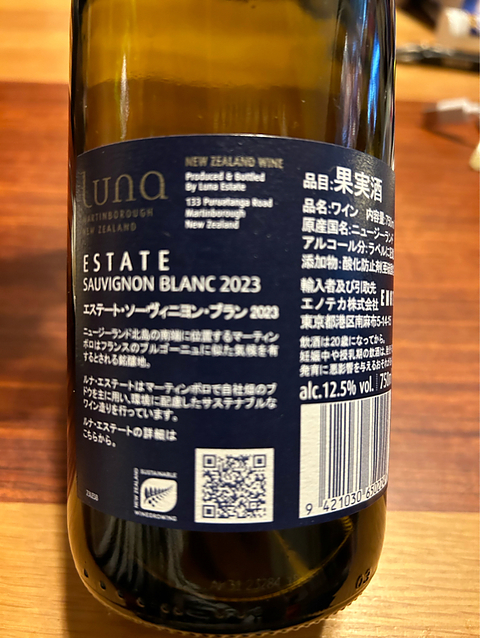 Luna
MARTINBOROUGH
NEW ZEALAND
NEW ZEALAND WINE
Produced & Bottled
By Luna Estate
133 Puruatanga Road
Martinborough
New Zealand
ESTATE
SAUVIGNON BLANC 2023
エステート・ソーヴィニヨン・ブラン 2023
ニュージーランド北島の南端に位置するマーティン
ボロはフランスのブルゴーニュに似た気候を有
するとされる銘醸地。
ルナ・エステートはマーティンボロで自社畑のブ
ドウを主に用い、環境に配慮したサステナブルな
ワイン造りを行っています。
ルナ・エステートの詳細は
こちらから。
SUSTAINABLE
NEW ZEALAND
WINEGROWING
品目:果実酒
品名:ワイン 内容量:750
原産国名:ニュージーラン
アルコール分:ラベルに
添加物:酸化防止剤
輸入者及び引取先
エノテカ株式会社
東京都港区南麻布5-14-15
飲酒は20歳になってから。
妊娠中や授乳期の飲酒は、
発育に悪影響を与えるおそれ
alc.12.5% vol. 750
9 421030